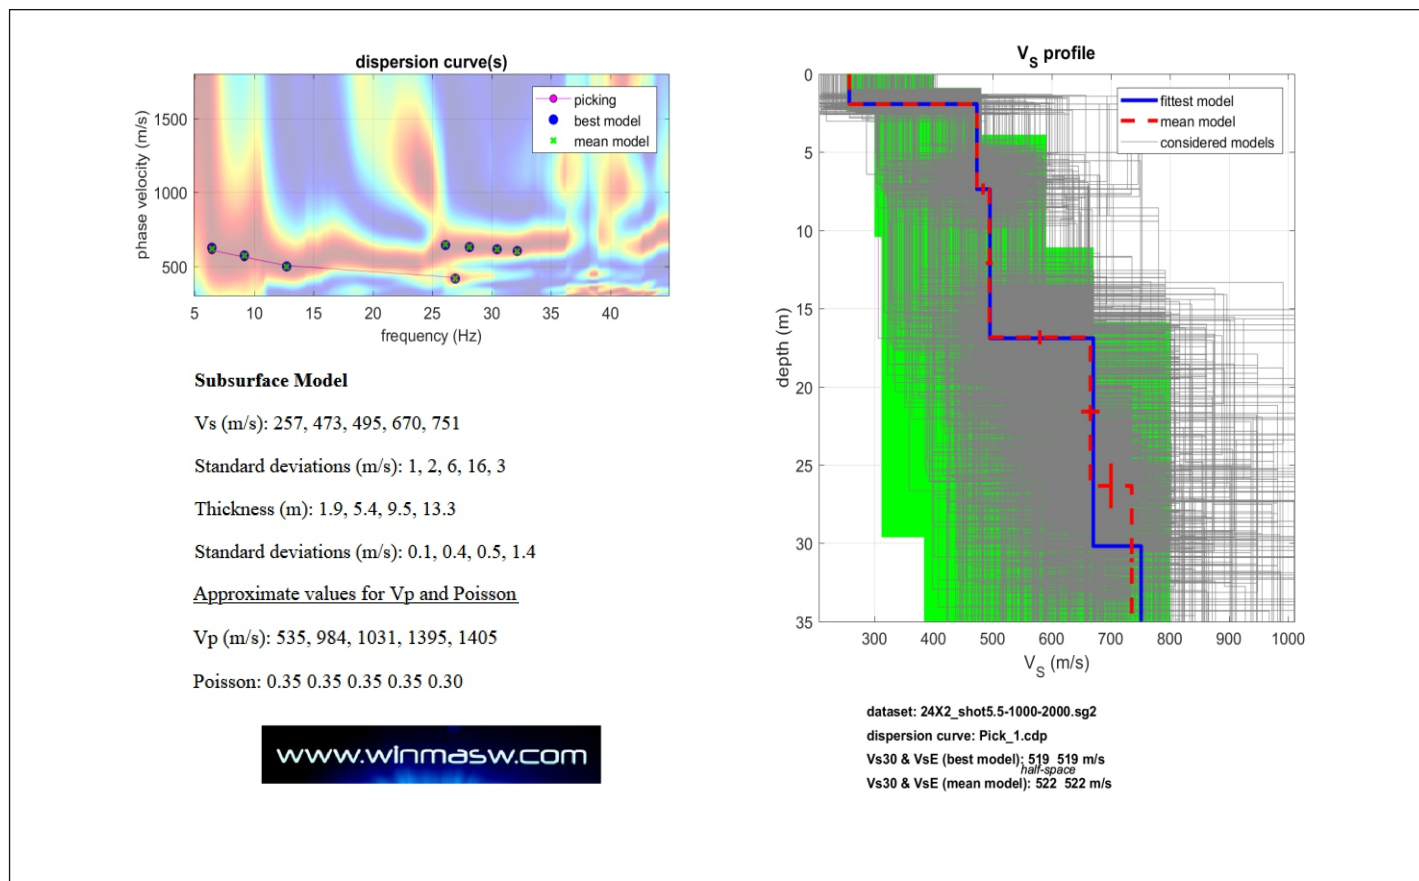 dispersion curve(s)
picking
best model
mean model
phase velocity (m/s)
1500
1000
500
5 10 15 20 25 30 35 40
frequency (Hz)
Subsurface Model
Vs (m/s): 257, 473, 495, 670, 751
Standard deviations (m/s): 1, 2, 6, 16, 3
Thickness (m): 1.9, 5.4, 9.5, 13.3
Standard deviations (m/s): 0.1, 0.4, 0.5, 1.4
Approximate values for Vp and Poisson
Vp (m/s): 535, 984, 1031, 1395, 1405
Poisson: 0.35 0.35 0.35 0.35 0.30
www.winmasw.com
VS profile
fittest model
mean model
considered models
depth (m)
0
5
10
15
20
25
30
35
300 400 500 600 700 800 900 1000
VS (m/s)
dataset: 24X2_shot5.5-1000-2000.sg2
dispersion curve: Pick_1.cdp
Vs30 & VsE (best model): 519 519 m/s
half-space
Vs30 & VsE (mean model): 522 522 m/s